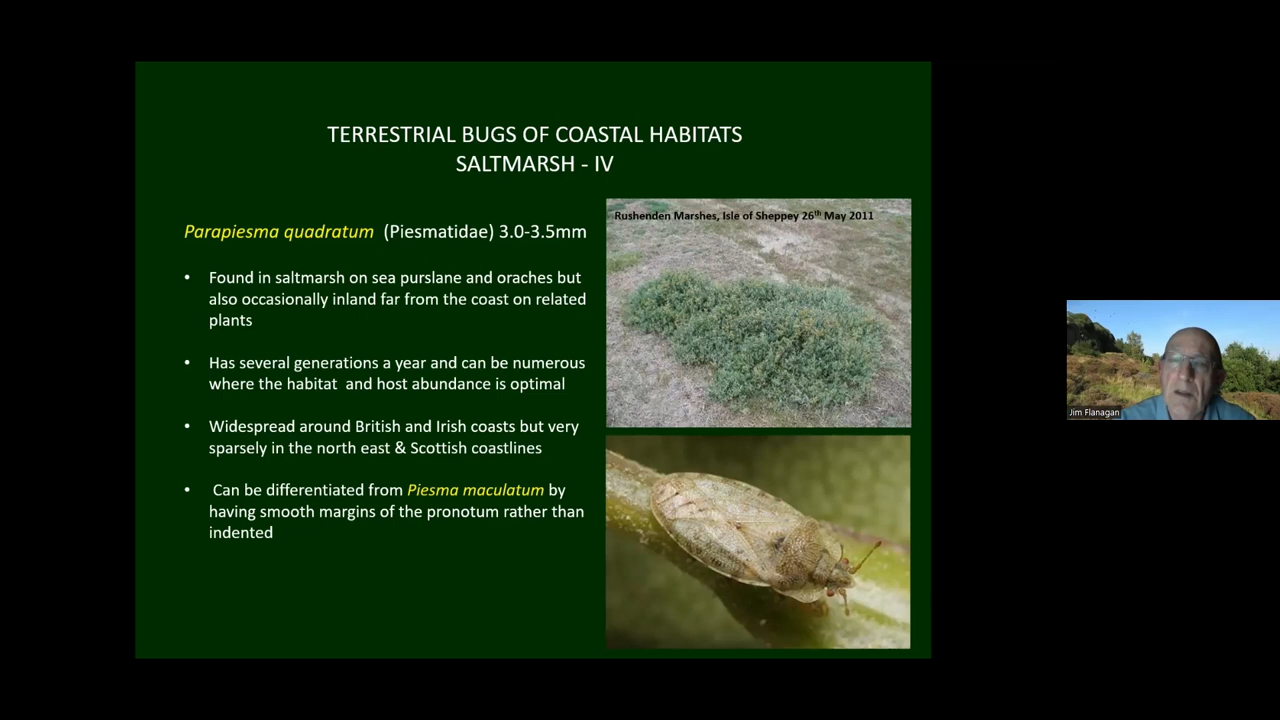 TERRESTRIAL BUGS OF COASTAL HABITATS
SALTMARSH - IV
Parapiesma quadratum (Piesmatidae) 3.0-3.5mm
• Found in saltmarsh on sea purslane and oraches but
also occasionally inland far from the coast on related
plants
• Has several generations a year and can be numerous
where the habitat and host abundance is optimal
• Widespread around British and Irish coasts but very
sparsely in the north east & Scottish coastlines
• Can be differentiated from Piesma maculatum by
having smooth margins of the pronotum rather than
indented
Rushenden Marshes, Isle of Sheppey 26th May 2011
Jim Flanagan